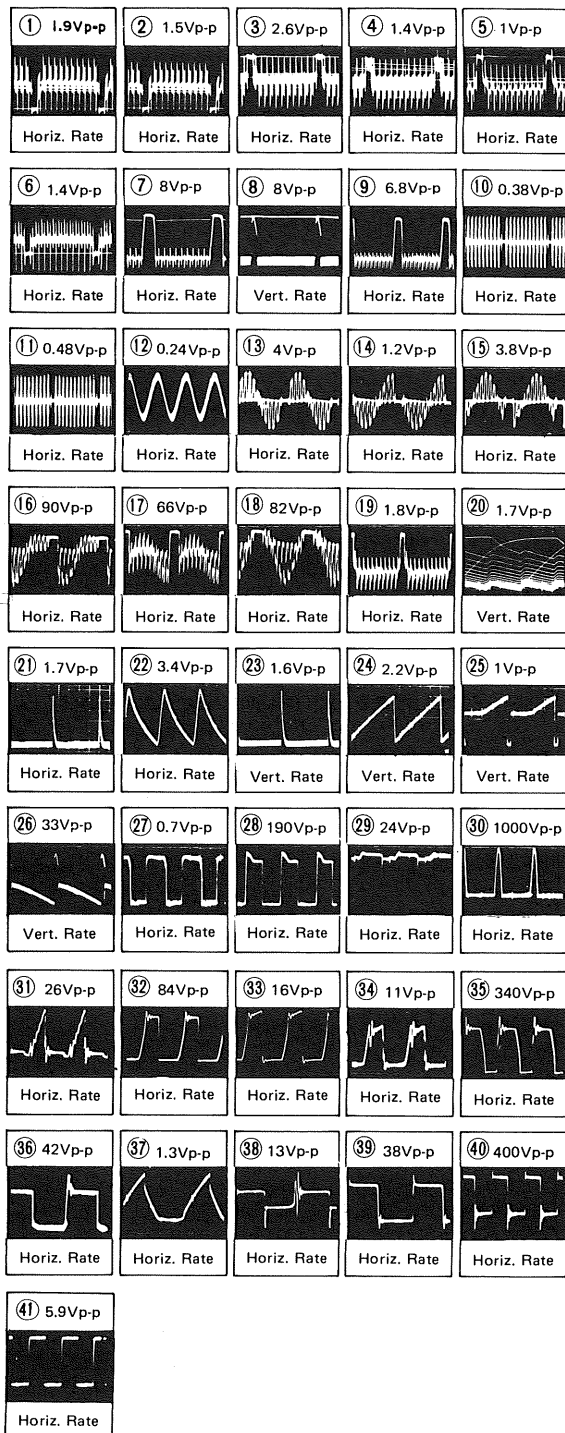 ① 1.9Vp-p ② 1.5Vp-p ③ 2.6Vp-p ④ 1.4Vp-p ⑤ 1Vp-p
Horiz. Rate Horiz. Rate Horiz. Rate Horiz. Rate Horiz. Rate
⑥ 1.4Vp-p ⑦ 8Vp-p ⑧ 8Vp-p ⑨ 6.8Vp-p ⑩ 0.38Vp-p
Horiz. Rate Horiz. Rate Vert. Rate Horiz. Rate Horiz. Rate
⑪ 0.48Vp-p ⑫ 0.24Vp-p ⑬ 4Vp-p ⑭ 1.2Vp-p ⑮ 3.8Vp-p
Horiz. Rate Horiz. Rate Horiz. Rate Horiz. Rate Horiz. Rate
⑯ 90Vp-p ⑰ 66Vp-p ⑱ 82Vp-p ⑲ 1.8Vp-p ⑳ 1.7Vp-p
Horiz. Rate Horiz. Rate Horiz. Rate Horiz. Rate Vert. Rate
㉑ 1.7Vp-p ㉒ 3.4Vp-p ㉓ 1.6Vp-p ㉔ 2.2Vp-p ㉕ 1Vp-p
Horiz. Rate Horiz. Rate Vert. Rate Vert. Rate Vert. Rate
㉖ 33Vp-p ㉗ 0.7Vp-p ㉘ 190Vp-p ㉙ 24Vp-p ㉚ 1000Vp-p
Vert. Rate Horiz. Rate Horiz. Rate Horiz. Rate Horiz. Rate
㉛ 26Vp-p ㉜ 84Vp-p ㉝ 16Vp-p ㉞ 11Vp-p ㉟ 340Vp-p
Horiz. Rate Horiz. Rate Horiz. Rate Horiz. Rate Horiz. Rate
㊱ 42Vp-p ㊲ 1.3Vp-p ㊳ 13Vp-p ㊴ 38Vp-p ㊵ 400Vp-p
Horiz. Rate Horiz. Rate Horiz. Rate Horiz. Rate Horiz. Rate
㊶ 5.9Vp-p
Horiz. Rate